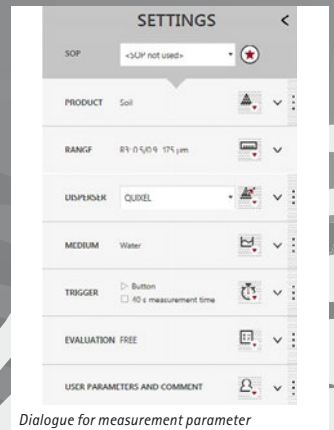 SETTINGS <
SOP <SOP not used>
PRODUCT Soil
RANGE R3: 0.5/0.9..175 µm
DISPERSER QUIXEL
MEDIUM Water
TRIGGER Button
40 s measurement time
EVALUATION FREE
USER PARAMETERS AND COMMENT
Dialogue for measurement parameter